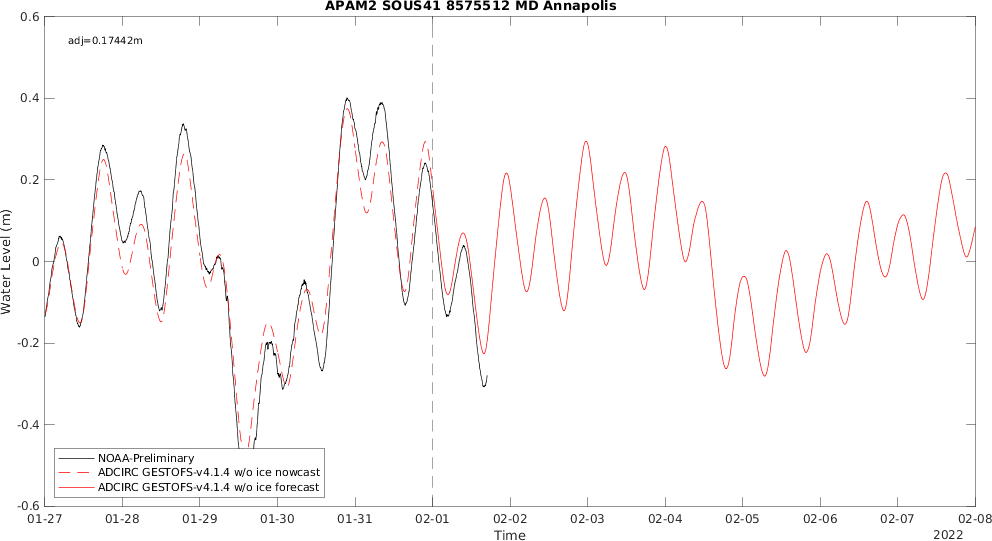 APAM2 SOUS41 8575512 MD Annapolis
adj=0.17442m
0.6
0.4
0.2
0
-0.2
-0.4
-0.6
Water Level (m)
NOAA-Preliminary
ADCIRC GESTOFS-v4.1.4 w/o ice nowcast
ADCIRC GESTOFS-v4.1.4 w/o ice forecast
01-27 01-28 01-29 01-30 01-31 02-01 02-02 02-03 02-04 02-05 02-06 02-07 02-08
Time
2022